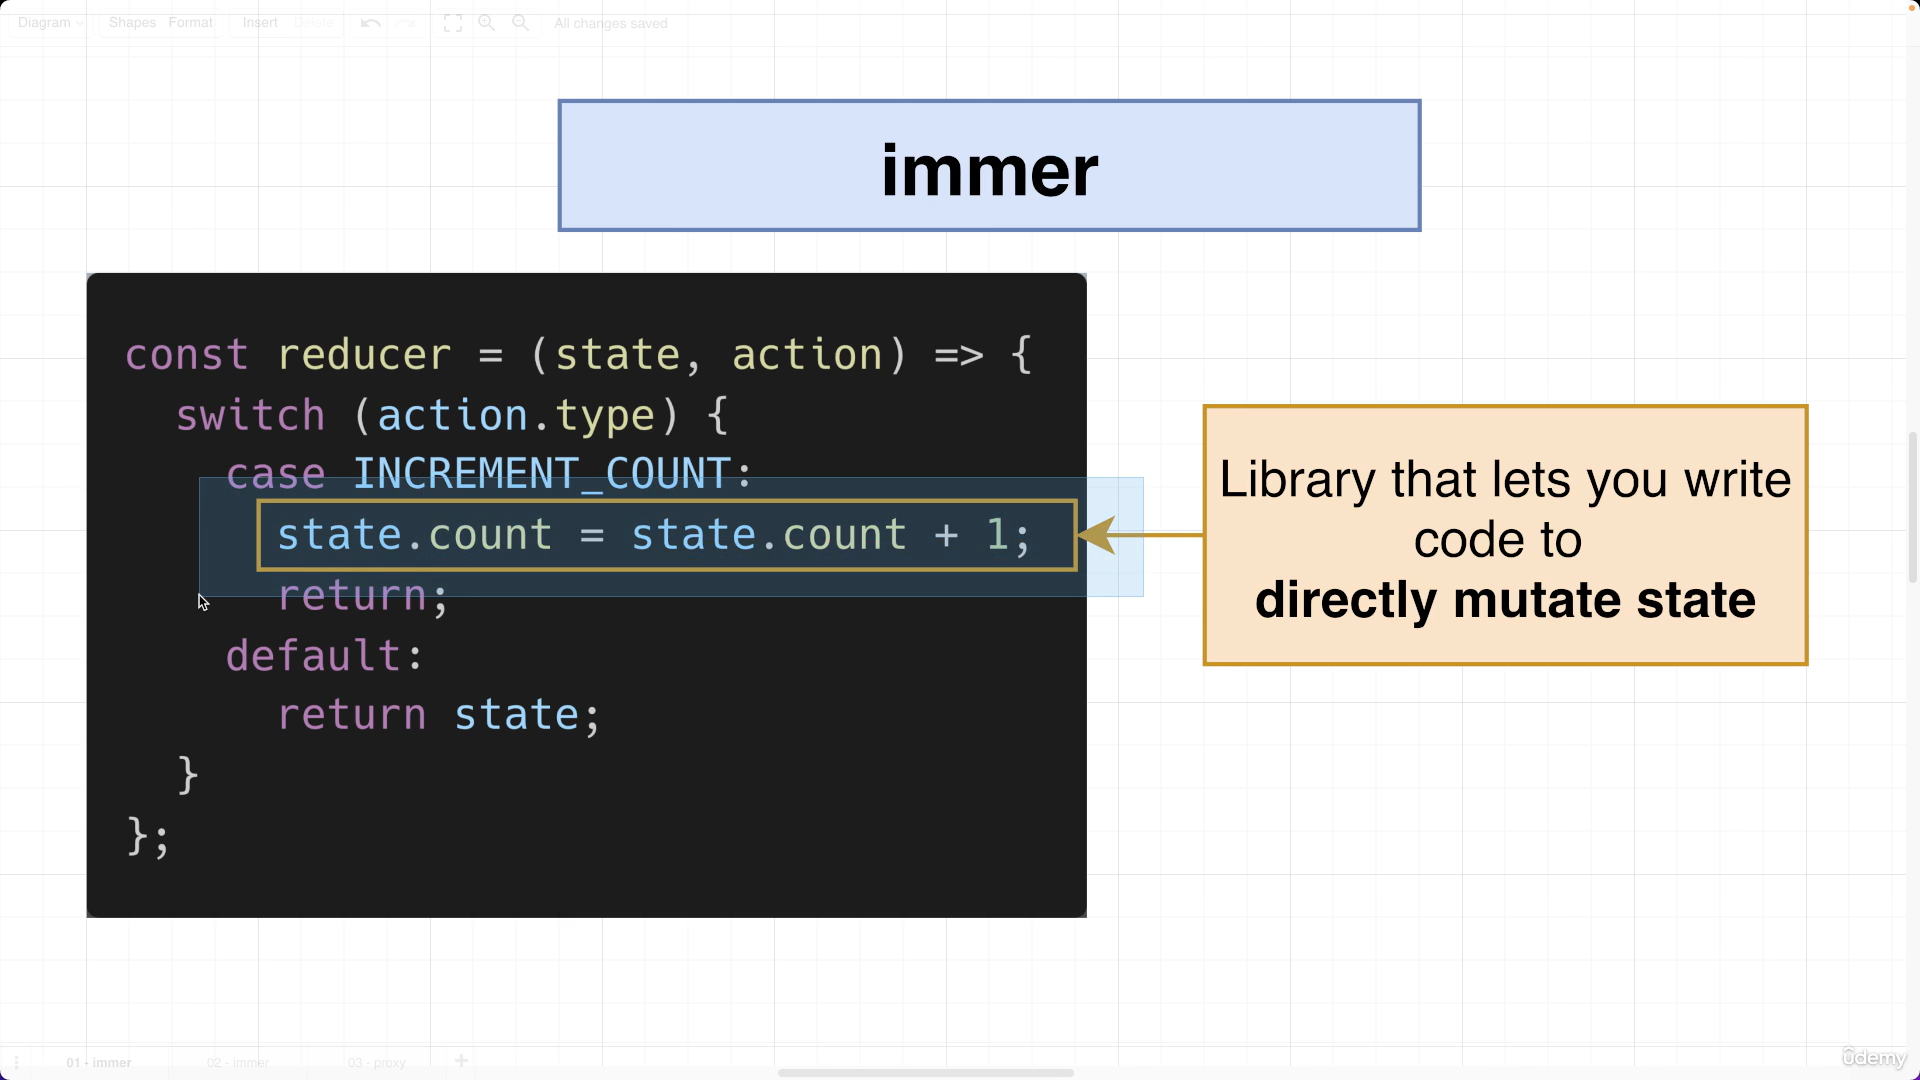 Diagram
Shapes
Format
Insert
Delete
All changes saved
immer
const reducer = (state, action) => {
switch (action.type) {
case INCREMENT_COUNT:
state.count = state.count + 1;
return;
default:
return state;
}
};
Library that lets you write
code to
directly mutate state
01 - immer
02 - immer
03 - proxy
ûdemy